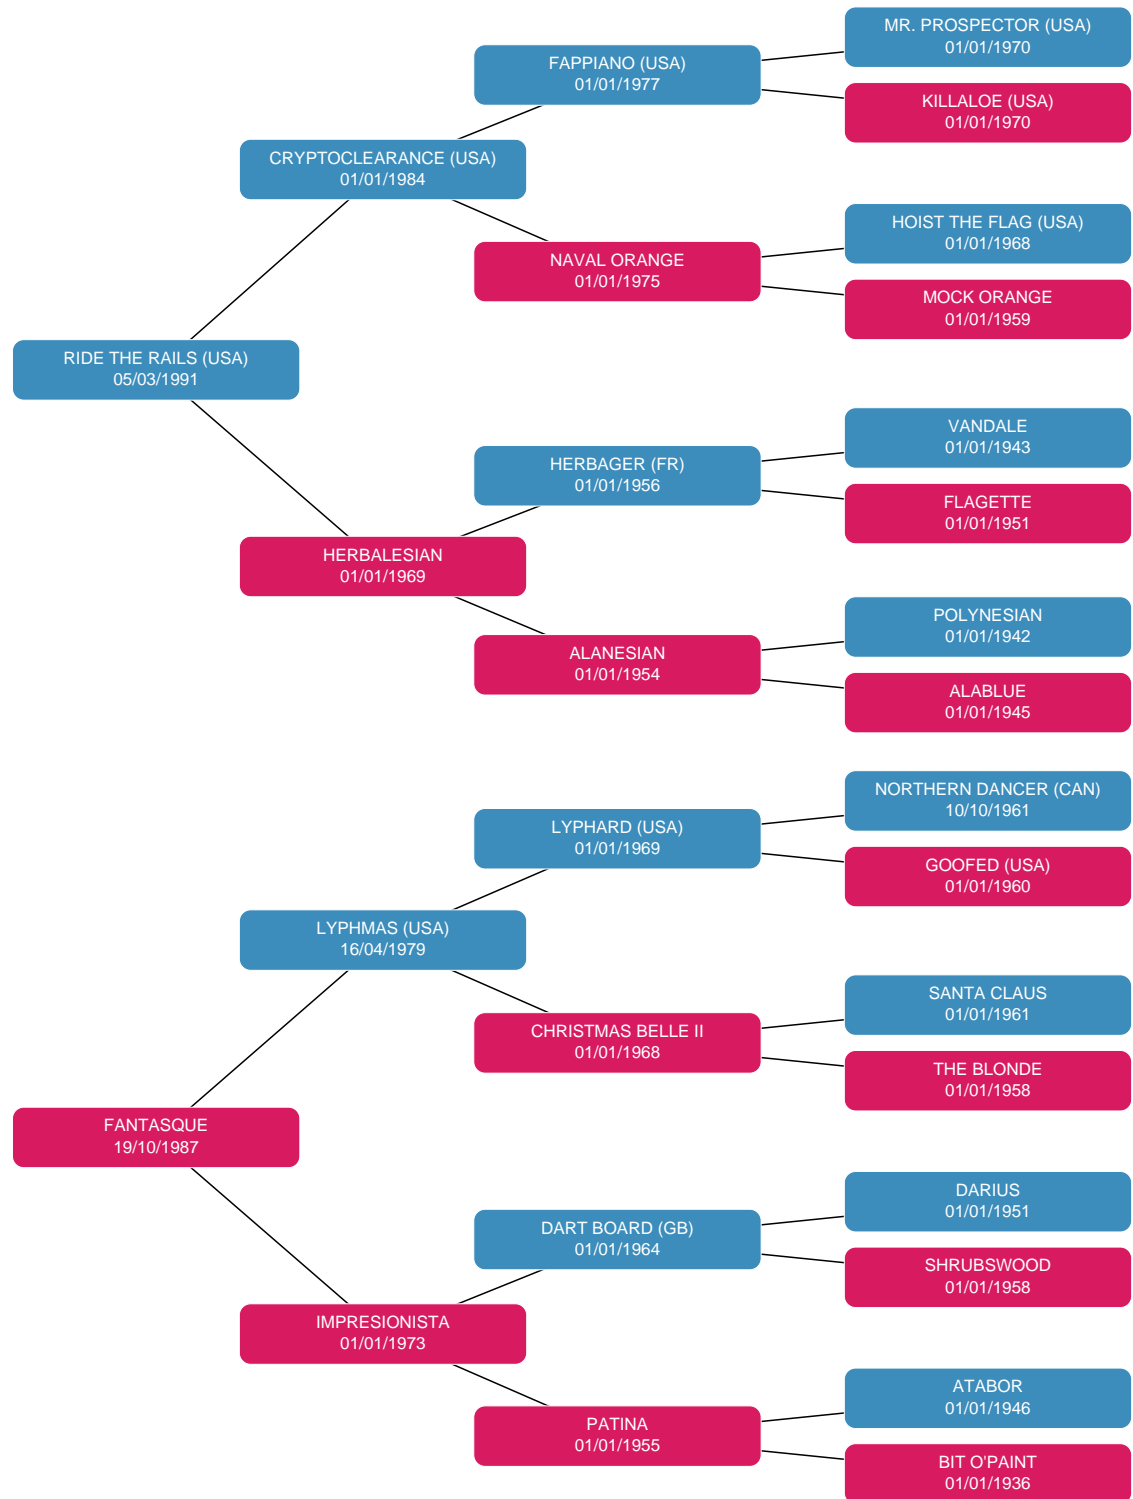 MR. PROSPECTOR (USA)
01/01/1970
FAPPIANO (USA)
01/01/1977
KILLALOE (USA)
01/01/1970
CRYPTOCLEARANCE (USA)
01/01/1984
HOIST THE FLAG (USA)
01/01/1968
NAVAL ORANGE
01/01/1975
MOCK ORANGE
01/01/1959
RIDE THE RAILS (USA)
05/03/1991
VANDALE
01/01/1943
HERBAGER (FR)
01/01/1956
FLAGETTE
01/01/1951
HERBALESIAN
01/01/1969
POLYNESIAN
01/01/1942
ALANESIAN
01/01/1954
ALABLUE
01/01/1945
NORTHERN DANCER (CAN)
10/10/1961
LYPHARD (USA)
01/01/1969
GOOFED (USA)
01/01/1960
LYPHMAS (USA)
16/04/1979
SANTA CLAUS
01/01/1961
CHRISTMAS BELLE II
01/01/1968
THE BLONDE
01/01/1958
FANTASQUE
19/10/1987
DARIUS
01/01/1951
DART BOARD (GB)
01/01/1964
SHRUBSWOOD
01/01/1958
IMPRESIONISTA
01/01/1973
ATABOR
01/01/1946
PATINA
01/01/1955
BIT O'PAINT
01/01/1936